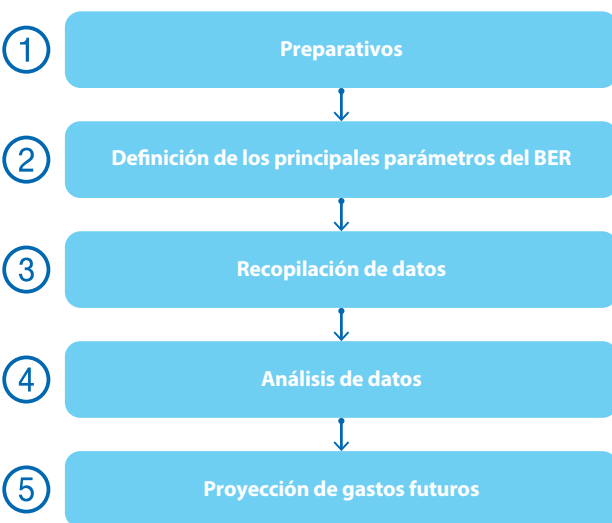 1
Preparativos
2
Definición de los principales parámetros del BER
3
Recopilación de datos
4
Análisis de datos
5
Proyección de gastos futuros